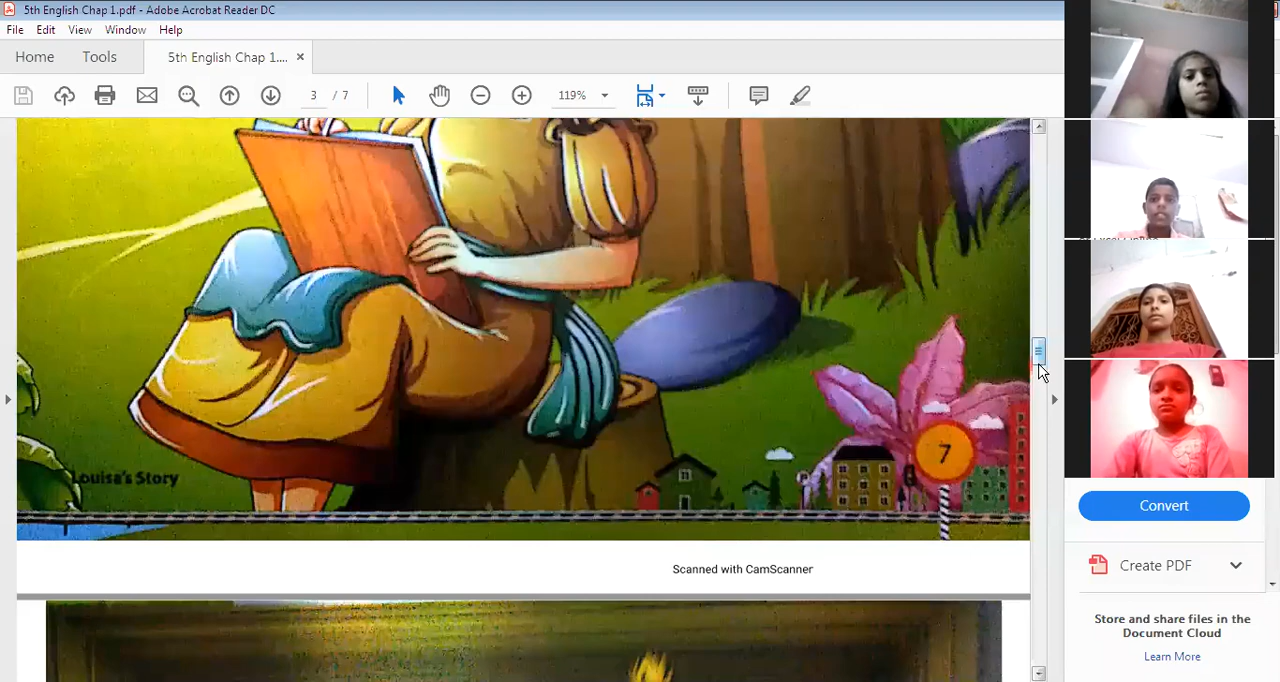 5th English Chap 1.pdf - Adobe Acrobat Reader DC
File Edit View Window Help
Home Tools 5th English Chap 1.... ×
3 / 7 119%
Louisa's Story
7
Scanned with CamScanner
Convert
Create PDF
Store and share files in the
Document Cloud
Learn More